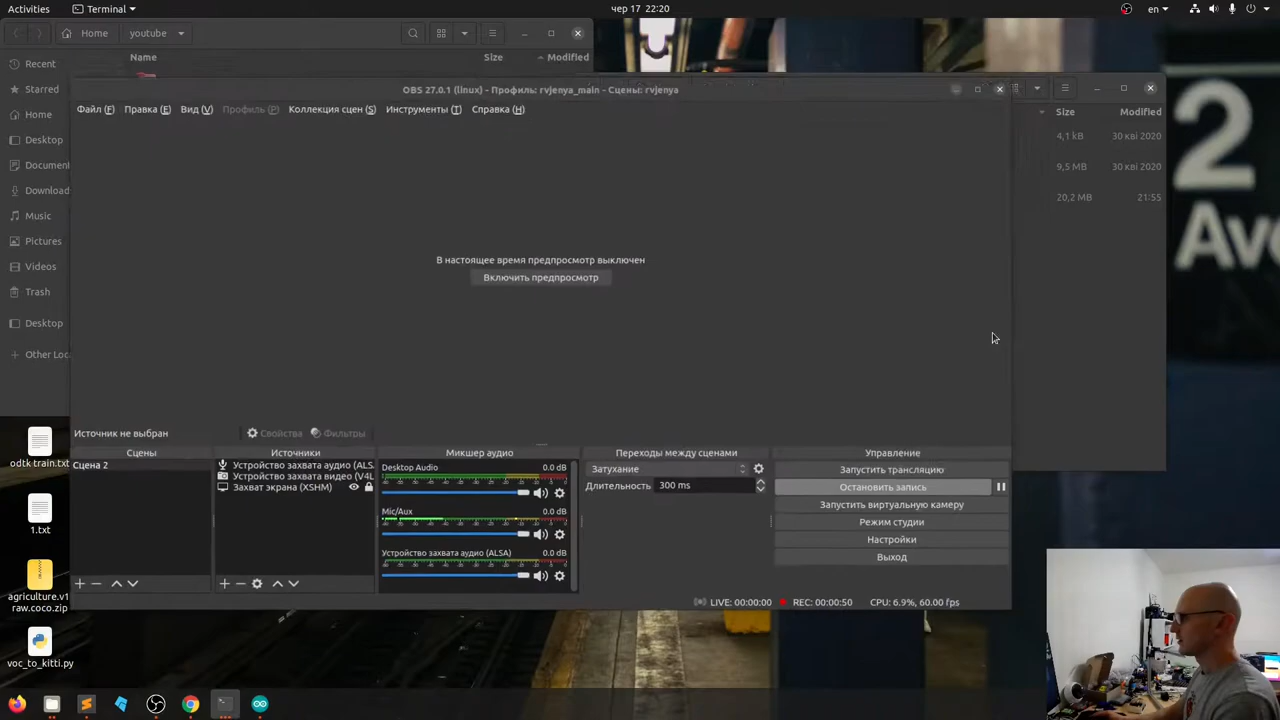 Activities
Terminal
чер 17 22:20
en
Home
youtube
Name
Size
Modified
Recent
Starred
Home
Desktop
Document
Download
Music
Pictures
Videos
Trash
Desktop
Other Loc
Size
Modified
4,1 kB
30 кві 2020
9,5 MB
30 кві 2020
20,2 MB
21:55
OBS 27.0.1 (linux) - Профиль: rvjenya_main - Сцены: rvjenya
Файл (F)
Правка (E)
Вид (V)
Профиль (P)
Коллекция сцен (S)
Инструменты (T)
Справка (H)
В настоящее время предпросмотр выключен
Включить предпросмотр
Источник не выбран
Свойства
Фильтры
Сцены
Сцена 2
Источники
Устройство захвата аудио (ALS
Устройство захвата видео (V4L
Захват экрана (XSHM)
Микшер аудио
Desktop Audio
0.0 dB
Mic/Aux
0.0 dB
Устройство захвата аудио (ALSA)
0.0 dB
Переходы между сценами
Затухание
Длительность
300 ms
Управление
Запустить трансляцию
Остановить запись
Запустить виртуальную камеру
Режим студии
Настройки
Выход
LIVE: 00:00:00
REC: 00:00:50
CPU: 6.9%, 60.00 fps
odtk train.txt
1.txt
agriculture.v1
raw.coco.zip
voc_to_kitti.py
2
Ave